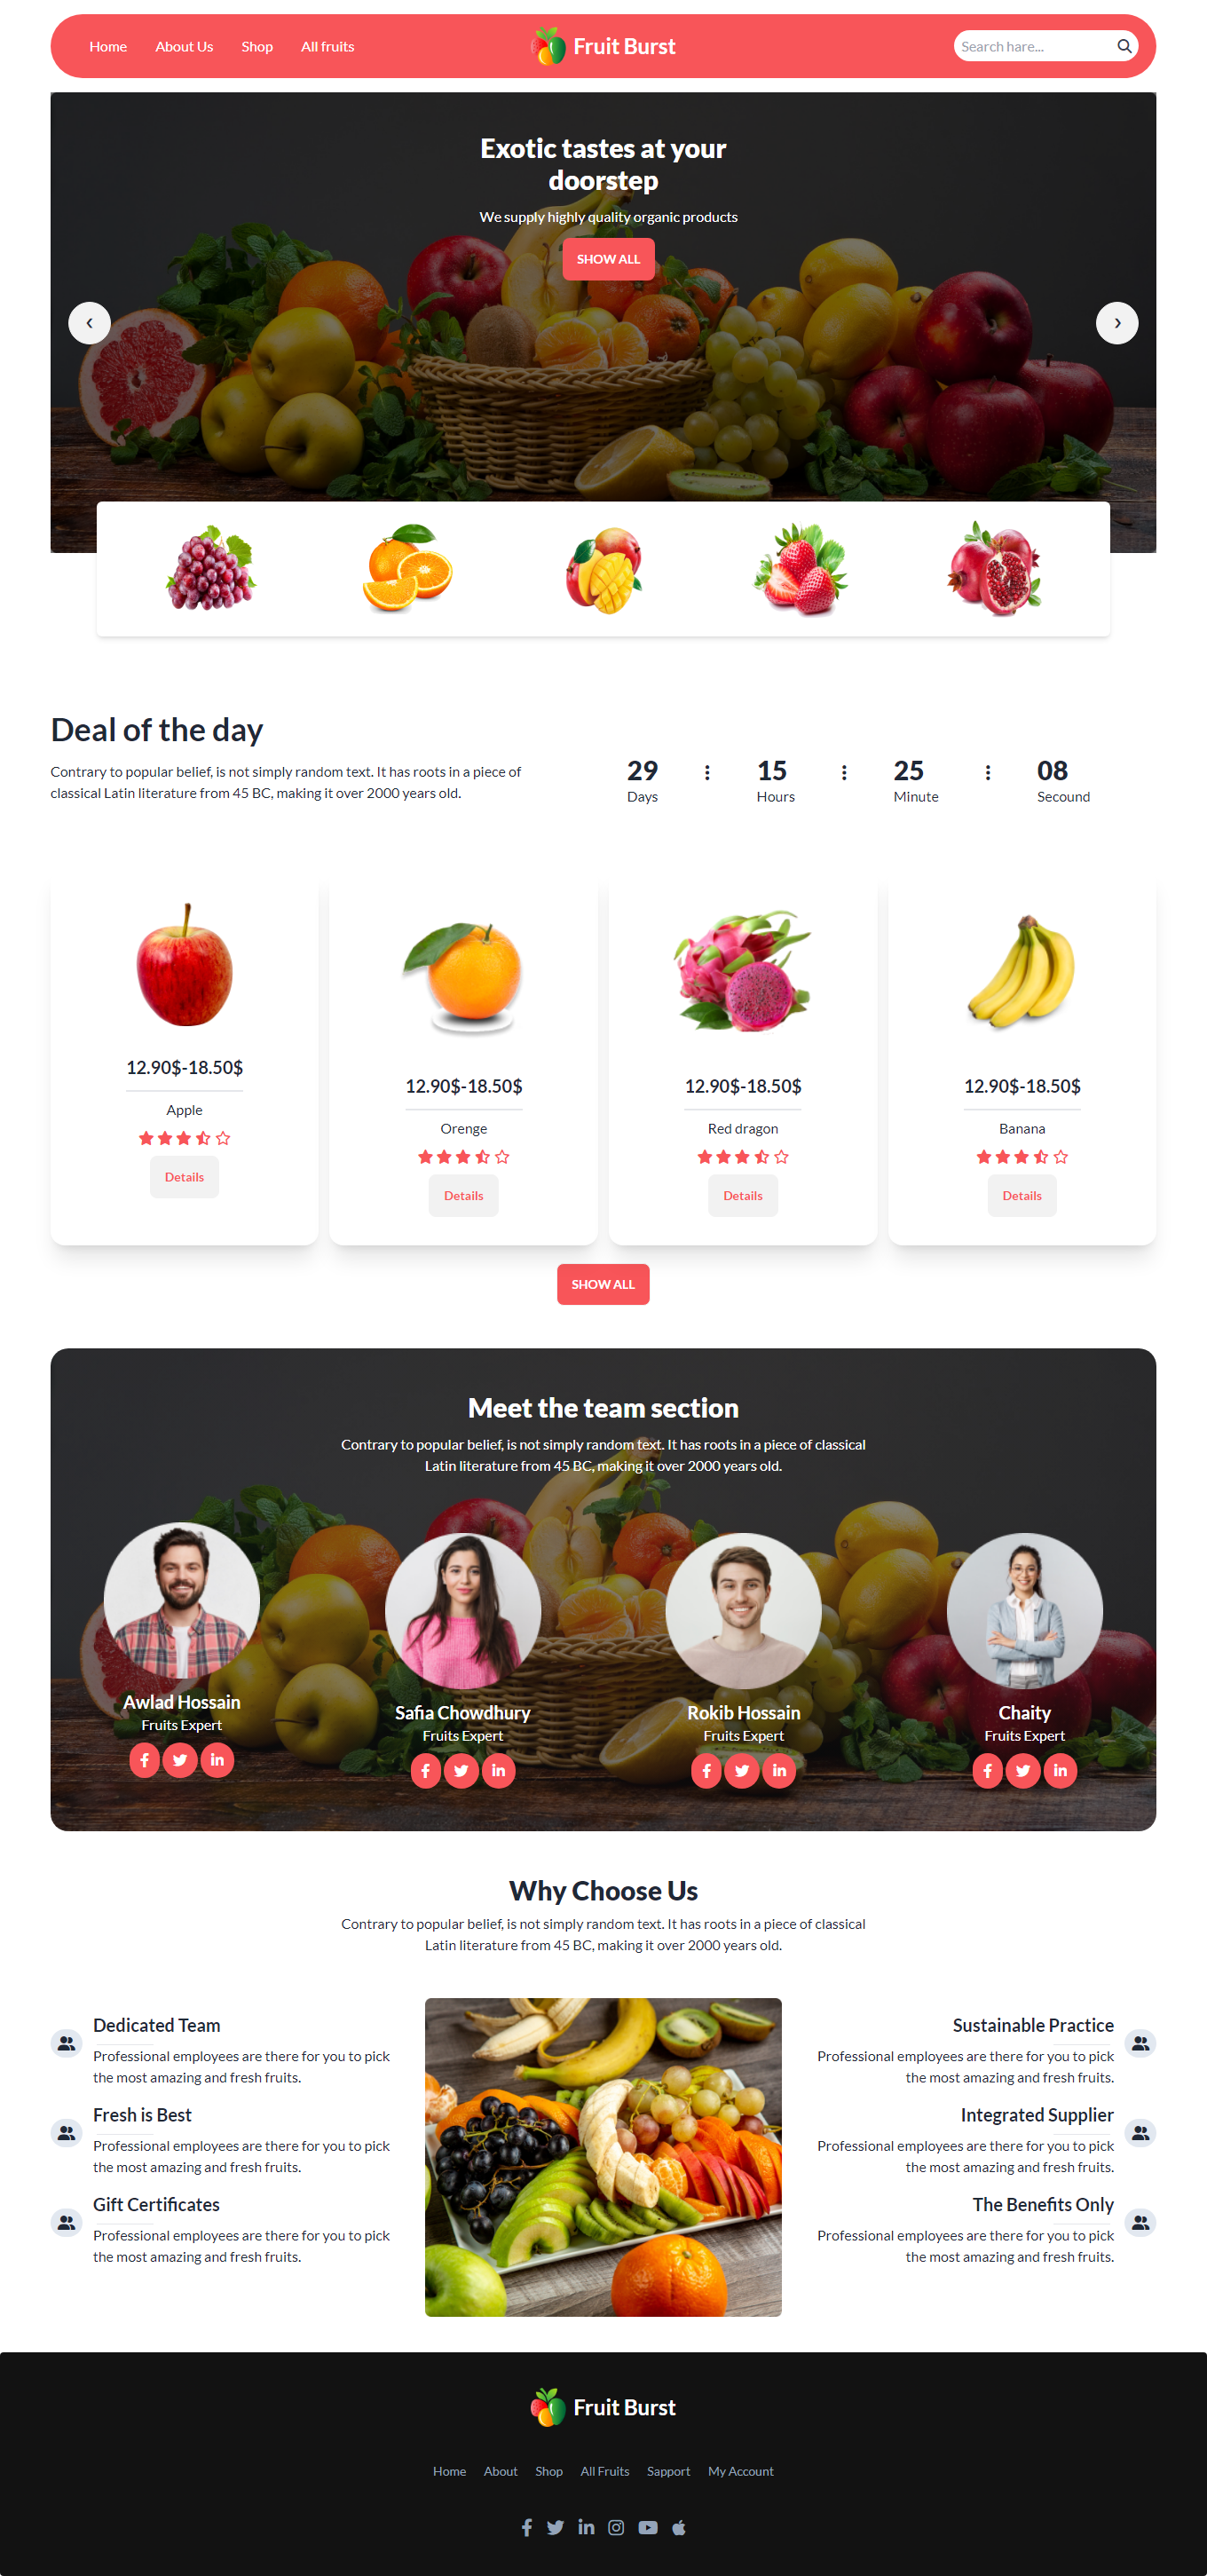 Home About Us Shop All fruits
Fruit Burst
Search hare...
Exotic tastes at your
doorstep
We supply highly quality organic products
SHOW ALL
Deal of the day
Contrary to popular belief, is not simply random text. It has roots in a piece of
classical Latin literature from 45 BC, making it over 2000 years old.
29 15 25 08
Days Hours Minute Secound
12.90$-18.50$
Apple
Details
12.90$-18.50$
Orenge
Details
12.90$-18.50$
Red dragon
Details
12.90$-18.50$
Banana
Details
SHOW ALL
Meet the team section
Contrary to popular belief, is not simply random text. It has roots in a piece of classical
Latin literature from 45 BC, making it over 2000 years old.
Awlad Hossain
Fruits Expert
Safia Chowdhury
Fruits Expert
Rokib Hossain
Fruits Expert
Chaity
Fruits Expert
Why Choose Us
Contrary to popular belief, is not simply random text. It has roots in a piece of classical
Latin literature from 45 BC, making it over 2000 years old.
Dedicated Team
Professional employees are there for you to pick
the most amazing and fresh fruits.
Fresh is Best
Professional employees are there for you to pick
the most amazing and fresh fruits.
Gift Certificates
Professional employees are there for you to pick
the most amazing and fresh fruits.
Sustainable Practice
Professional employees are there for you to pick
the most amazing and fresh fruits.
Integrated Supplier
Professional employees are there for you to pick
the most amazing and fresh fruits.
The Benefits Only
Professional employees are there for you to pick
the most amazing and fresh fruits.
Fruit Burst
Home About Shop All Fruits Sapport My Account